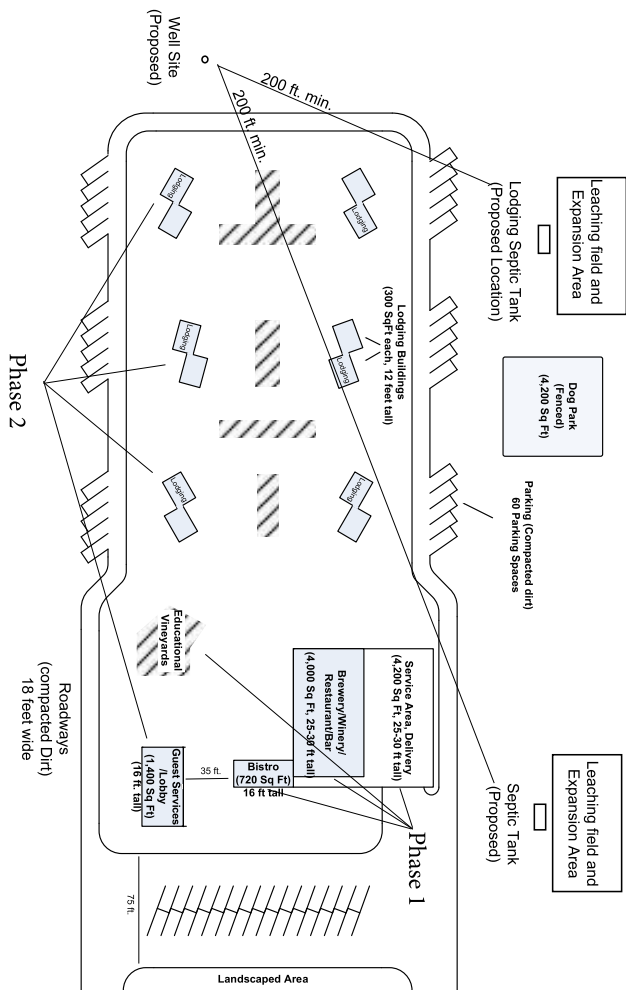 Well Site
(Proposed)
200 ft. min.
200 ft. min.
Lodging Septic Tank
(Proposed Location)
Leaching field and
Expansion Area
Lodging
Lodging
Lodging
Lodging
Lodging
Lodging
Lodging Buildings
(300 SqFt each, 12 feet tall)
Dog Park
(Fenced)
(4,200 Sq Ft)
Phase 2
Parking (Compacted dirt)
60 Parking Spaces
Educational
Vineyards
Roadways
(compacted Dirt)
18 feet wide
Service Area, Delivery
(4,200 Sq Ft, 25-30 ft tall)
Brewery/Winery/
Restaurant/Bar
(4,000 Sq Ft, 25-30 ft tall)
Bistro
(720 Sq Ft)
16 ft tall
35 ft.
Guest Services
/Lobby
(1,400 Sq Ft)
(16 ft. tall)
Phase 1
Septic Tank
(Proposed)
Leaching field and
Expansion Area
75 ft.
Landscaped Area